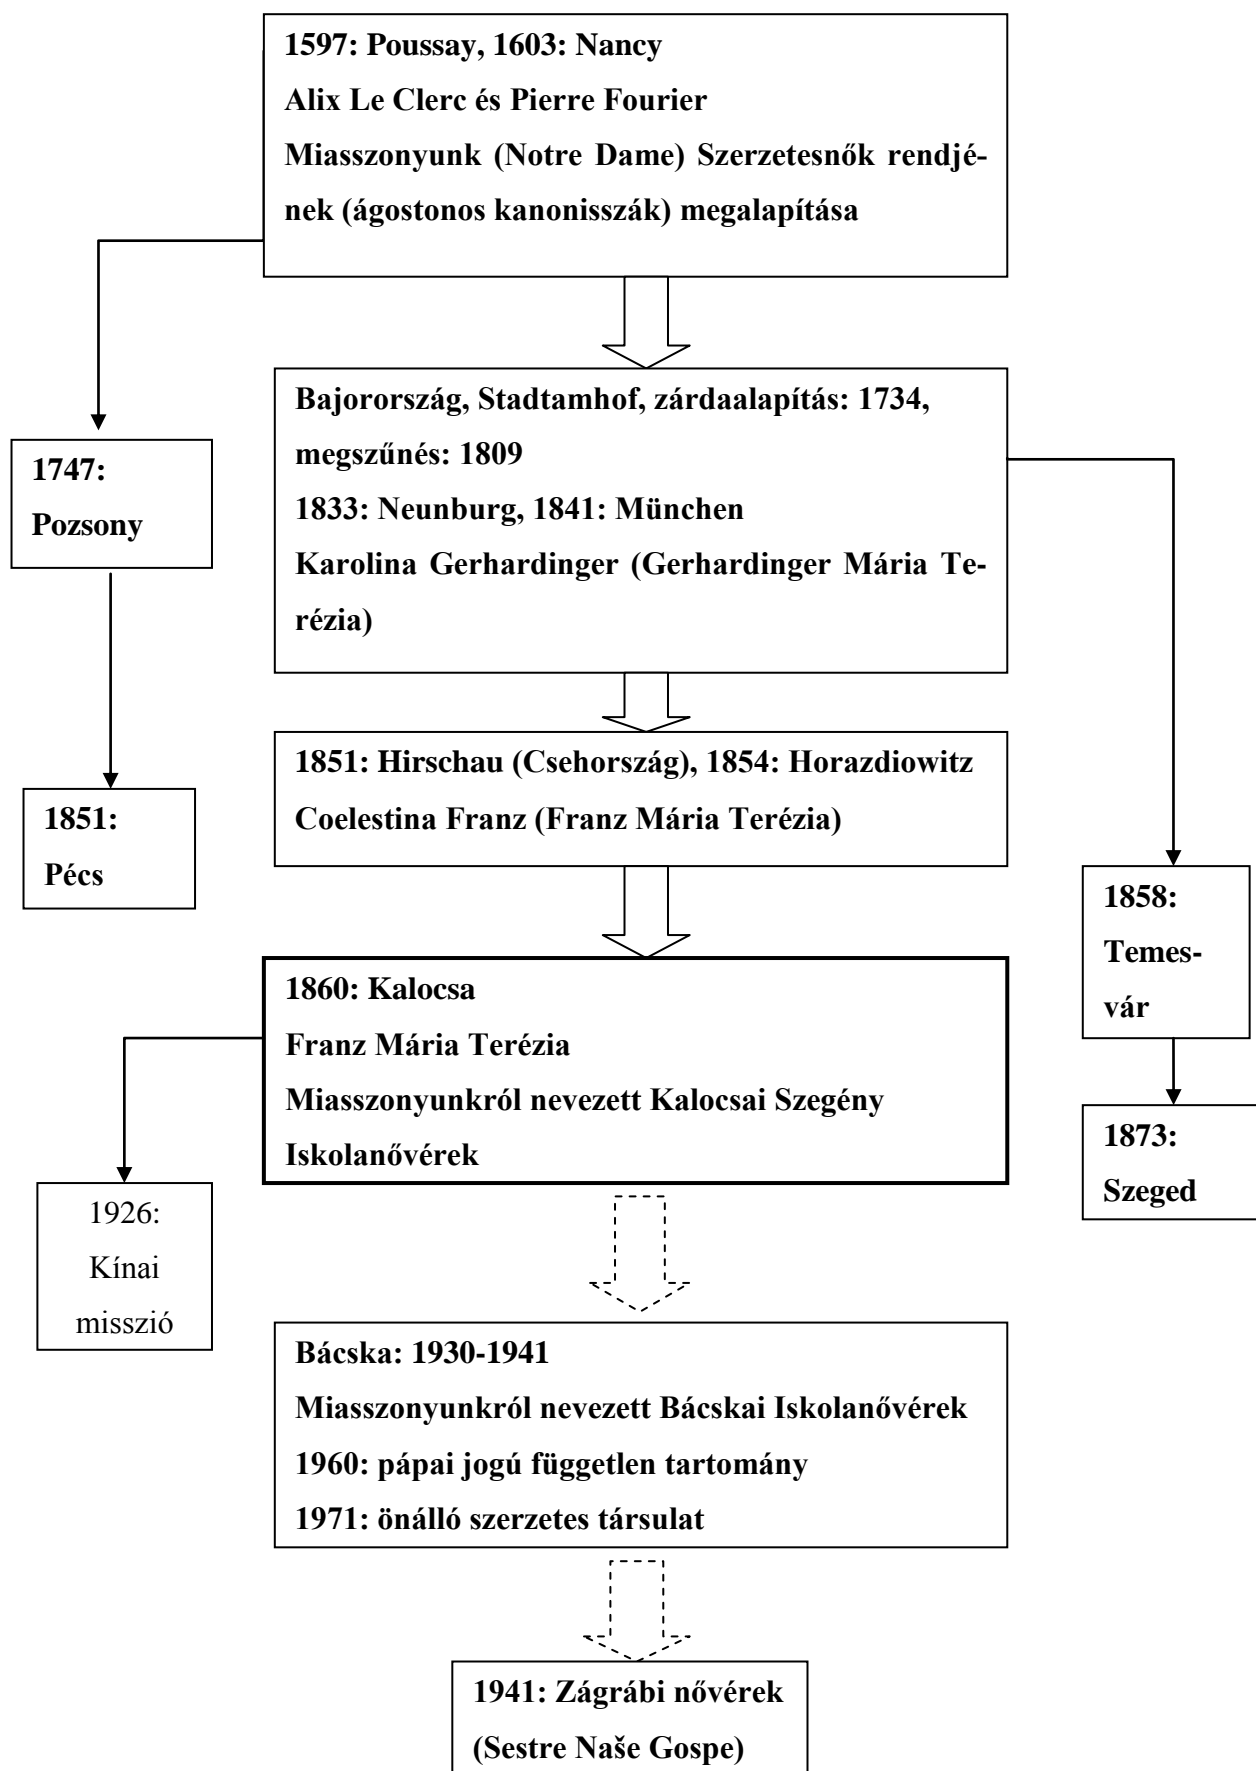 1597: Poussay, 1603: Nancy
Alix Le Clerc és Pierre Fourier
Miasszonyunk (Notre Dame) Szerzetesnők rendjé-
nek (ágostonos kanonisszák) megalapítása
Bajorország, Stadtamhof, zárdaalapítás: 1734,
megszűnés: 1809
1833: Neunburg, 1841: München
Karolina Gerhardinger (Gerhardinger Mária Te-
rézia)
1747:
Pozsony
1851: Hirschau (Csehország), 1854: Horazdiowitz
Coelestina Franz (Franz Mária Terézia)
1851:
Pécs
1858:
Temes-
vár
1860: Kalocsa
Franz Mária Terézia
Miasszonyunkról nevezett Kalocsai Szegény
Iskolanővérek
1873:
Szeged
1926:
Kínai
misszió
Bácska: 1930-1941
Miasszonyunkról nevezett Bácskai Iskolanővérek
1960: pápai jogú független tartomány
1971: önálló szerzetes társulat
1941: Zágrábi nővérek
(Sestre Naše Gospe)